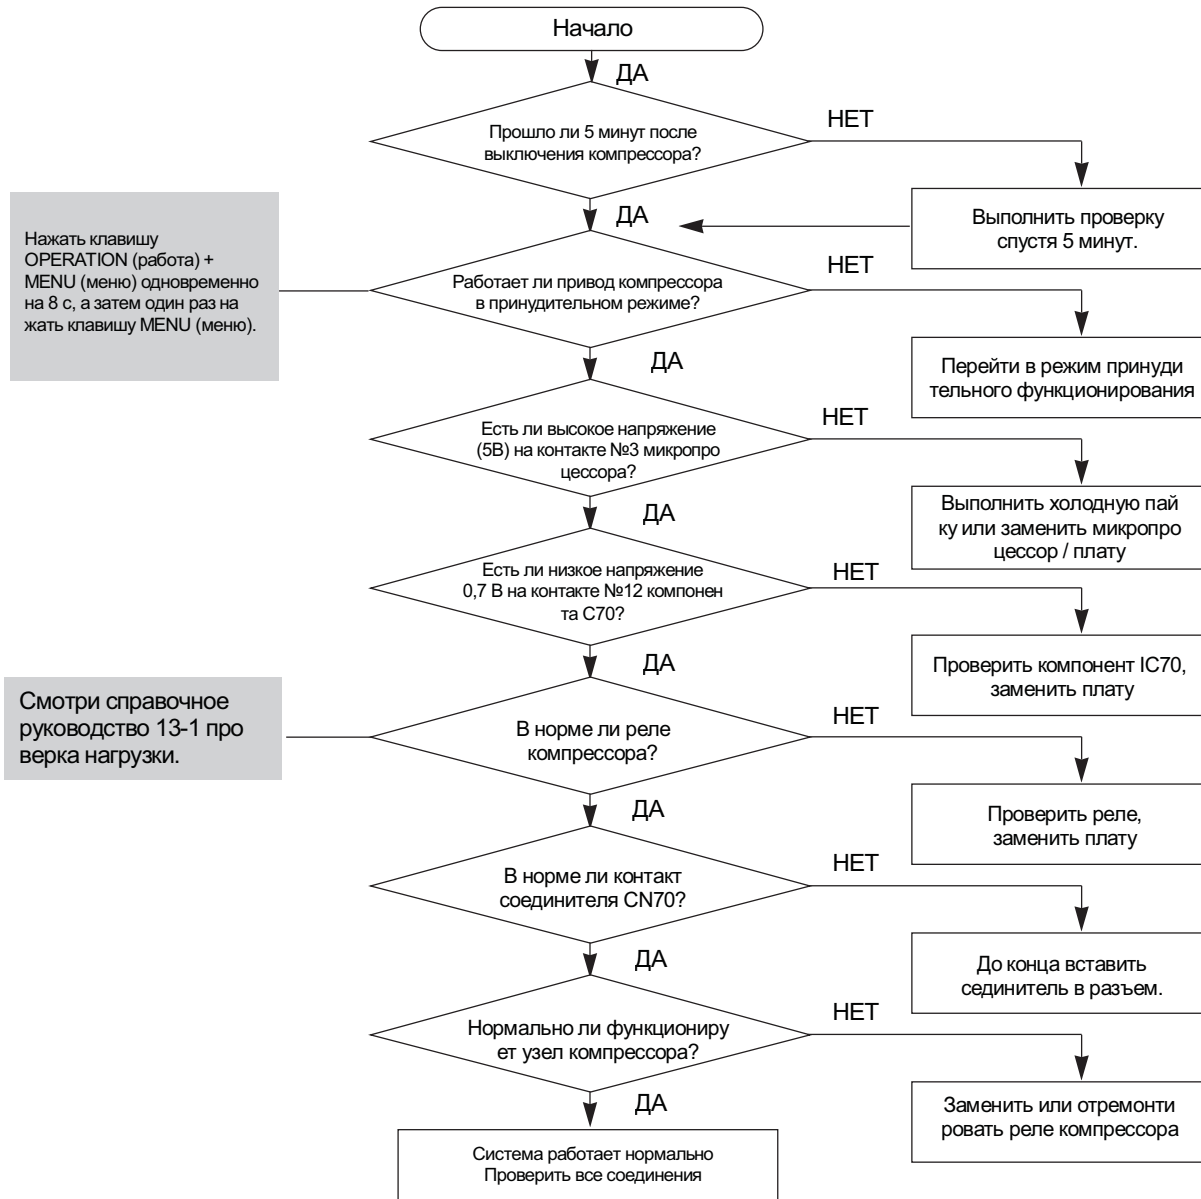 Начало
ДА
Прошло ли 5 минут после
выключения компрессора?
НЕТ
Выполнить проверку
спустя 5 минут.
ДА
Нажать клавишу
OPERATION (работа) +
MENU (меню) одновременно
на 8 с, а затем один раз на
жать клавишу MENU (меню).
Работает ли привод компрессора
в принудительном режиме?
НЕТ
Перейти в режим принуди
тельного функционирования
ДА
Есть ли высокое напряжение
(5В) на контакте №3 микропро
цессора?
НЕТ
Выполнить холодную пай
ку или заменить микропро
цессор / плату
ДА
Есть ли низкое напряжение
0,7 В на контакте №12 компонен
та С70?
НЕТ
Проверить компонент IC70,
заменить плату
ДА
Смотри справочное
руководство 13-1 про
верка нагрузки.
В норме ли реле
компрессора?
НЕТ
Проверить реле,
заменить плату
ДА
В норме ли контакт
соединителя CN70?
НЕТ
До конца вставить
сединитель в разъем.
ДА
Нормально ли функциониру
ет узел компрессора?
НЕТ
Заменить или отремонти
ровать реле компрессора
ДА
Система работает нормально
Проверить все соединения